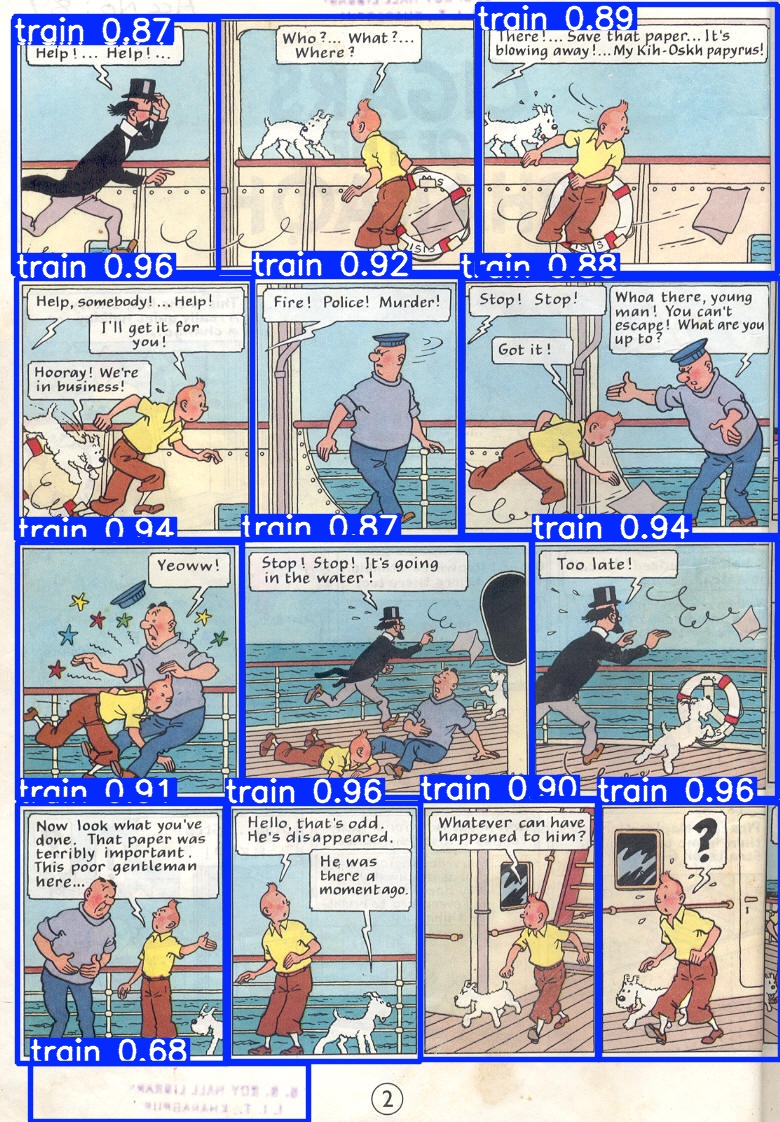 train 0.87
Help!... Help!...
Who?... What?...
Where?
train 0.89
There!... Save that paper... It's
blowing away!... My Kih-Oskh papyrus!
ISIS
train 0.96
Help, somebody!... Help!
I'll get it for
you!
Hooray! We're
in business!
train 0.92
Fire! Police! Murder!
train 0.88
Stop! Stop!
Got it!
Whoa there, young
man! You can't
escape! What are you
up to?
train 0.94
Yeoww!
train 0.87
Stop! Stop! It's going
in the water!
train 0.94
Too late!
train 0.91
Now look what you've
done. That paper was
terribly important.
This poor gentleman
here...
train 0.96
Hello, that's odd.
He's disappeared.
He was
there a
moment ago.
train 0.90
Whatever can have
happened to him?
train 0.96
?
train 0.68
2